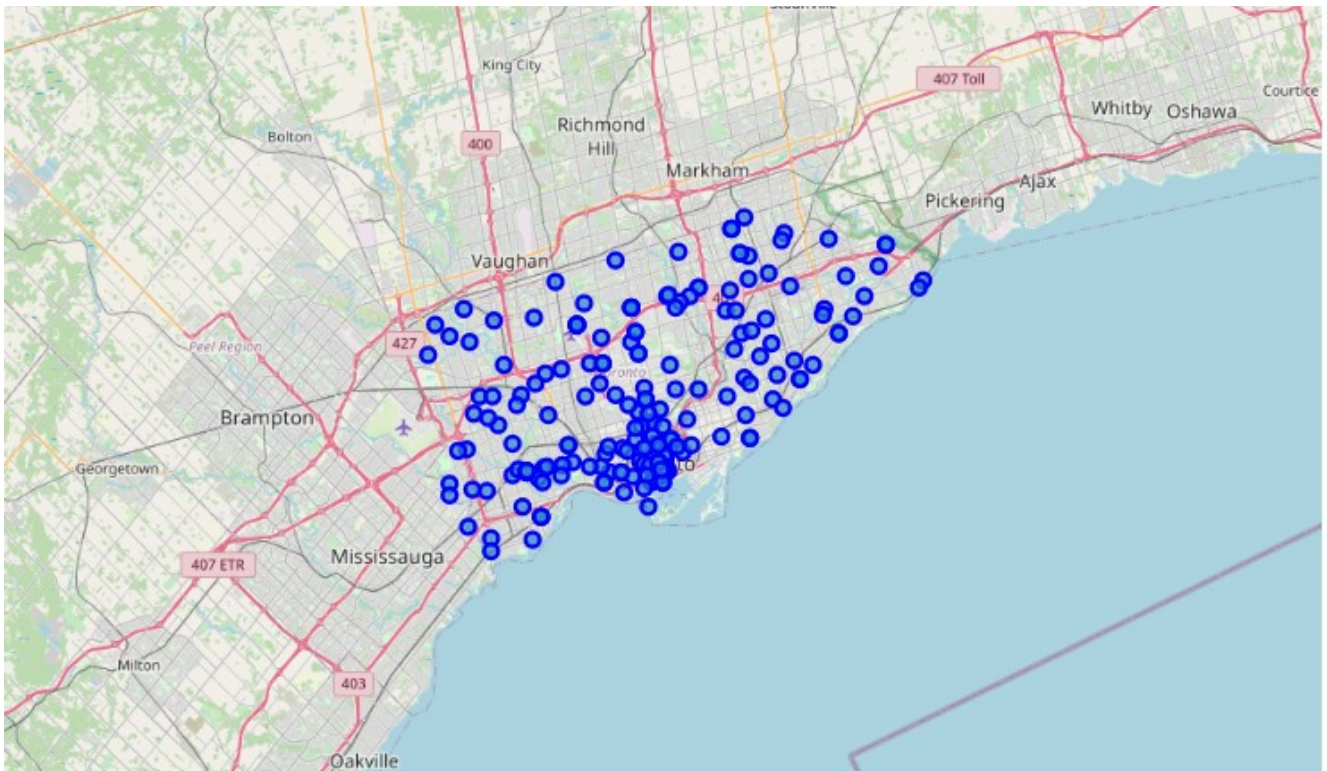 King City
407 Toll
Courtice
Whitby
Oshawa
Bolton
Richmond
Hill
400
Markham
Ajax
Pickering
Vaughan
427
Peel Region
Brampton
Georgetown
Mississauga
407 ETR
Milton
403
Oakville